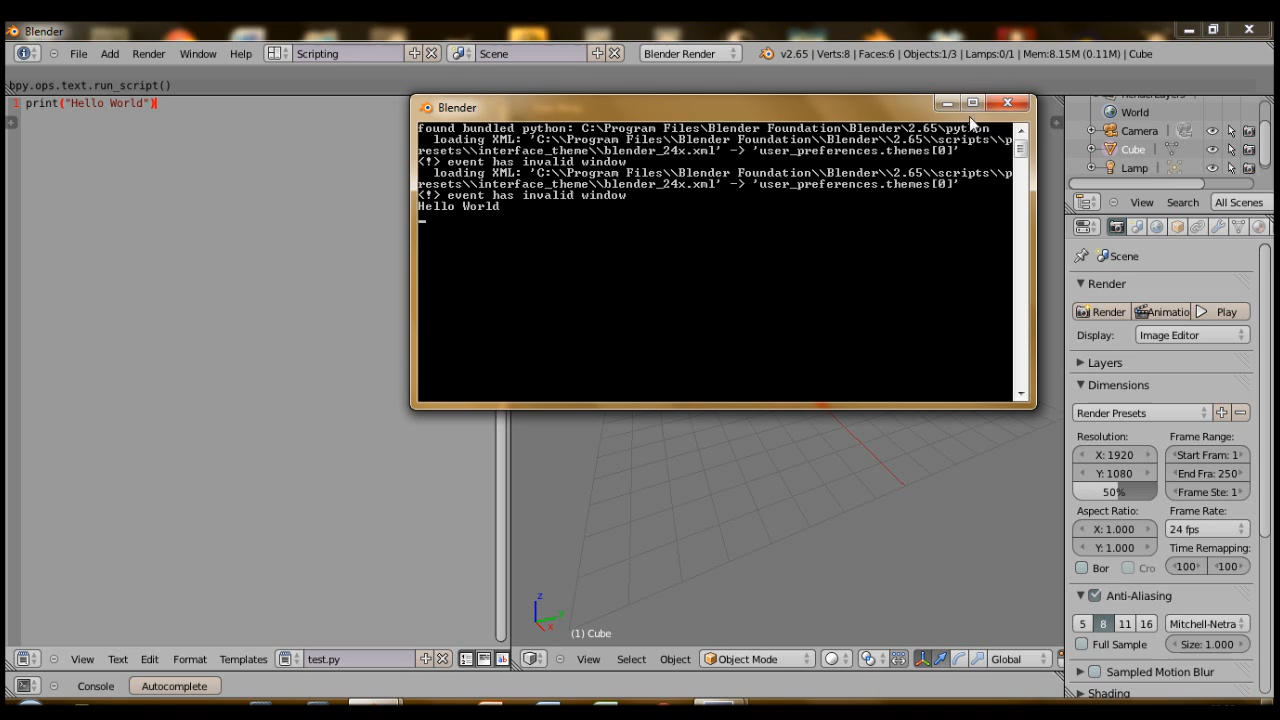 Blender
File Add Render Window Help Scripting Scene Blender Render v2.65 | Verts:8 | Faces:6 | Objects:1/3 | Lamps:0/1 | Mem:8.15M (0.11M) | Cube
bpy.ops.text.run_script()
1 print("Hello World")
Blender
found bundled python: C:\Program Files\Blender Foundation\Blender\2.65\python
loading XML: 'C:\\Program Files\\Blender Foundation\\Blender\\2.65\\scripts\\p
resets\\interface_theme\\blender_24x.xml' -> 'user_preferences.themes[0]'
<!> event has invalid window
loading XML: 'C:\\Program Files\\Blender Foundation\\Blender\\2.65\\scripts\\p
resets\\interface_theme\\blender_24x.xml' -> 'user_preferences.themes[0]'
<!> event has invalid window
Hello World
World
Camera
Cube
Lamp
View Search All Scenes
Scene
Render
Render Animatio Play
Display: Image Editor
Layers
Dimensions
Render Presets
Resolution: Frame Range:
X: 1920 Start Fram: 1
Y: 1080 End Fra: 250
50% Frame Ste: 1
Aspect Ratio: Frame Rate:
X: 1.000 24 fps
Y: 1.000 Time Remapping:
Bor Cro 100 100
Anti-Aliasing
5 8 11 16 Mitchell-Netra
Full Sample Size: 1.000
Sampled Motion Blur
Shading
z
y
x
(1) Cube
View Text Edit Format Templates test.py View Select Object Object Mode Global
Console Autocomplete